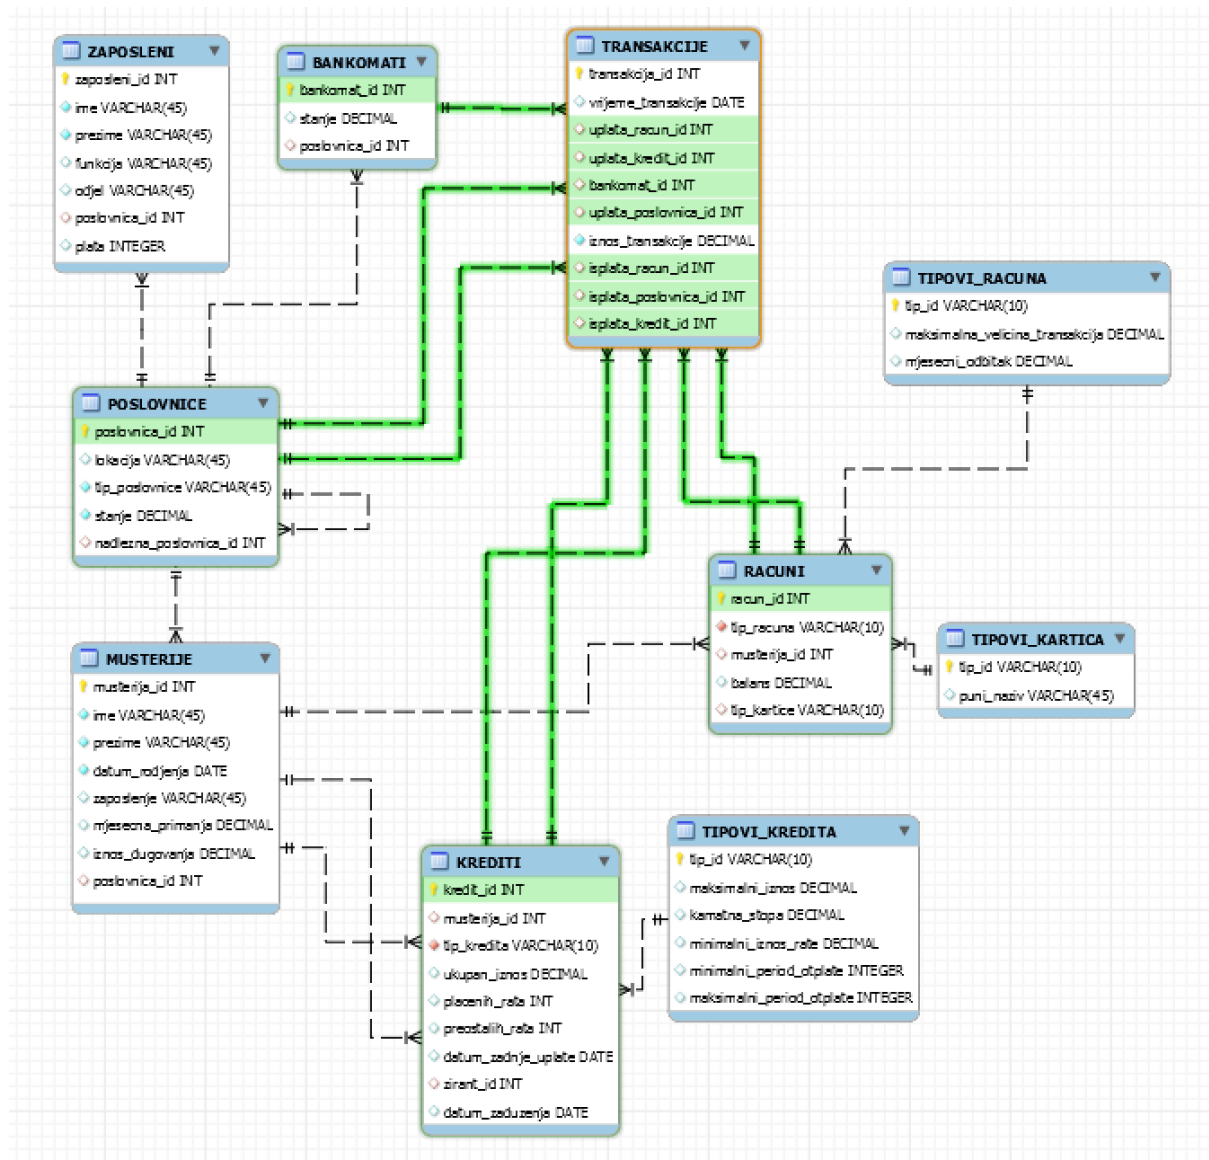 ZAPOSLENI
zaposleni_id INT
ime VARCHAR(45)
prezime VARCHAR(45)
funkcija VARCHAR(45)
odjel VARCHAR(45)
poslovnica_id INT
plata INTEGER
BANKOMATI
bankomat_id INT
stanje DECIMAL
poslovnica_id INT
TRANSAKCIJE
transakcija_id INT
vrijeme_transakcije DATE
uplata_racun_id INT
uplata_kredit_id INT
bankomat_id INT
uplata_poslovnica_id INT
iznos_transakcije DECIMAL
isplata_racun_id INT
isplata_poslovnica_id INT
isplata_kredit_id INT
TIPOVI_RACUNA
tip_id VARCHAR(10)
maksimalna_velicina_transakcija DECIMAL
mjesecni_odbitak DECIMAL
POSLOVNICE
poslovnica_id INT
lokacija VARCHAR(45)
tip_poslovnice VARCHAR(45)
stanje DECIMAL
nadlezna_poslovnica_id INT
RACUNI
racun_id INT
tip_racuna VARCHAR(10)
musterija_id INT
balans DECIMAL
tip_kartice VARCHAR(10)
TIPOVI_KARTICA
tip_id VARCHAR(10)
puni_naziv VARCHAR(45)
MUSTERIJE
musterija_id INT
ime VARCHAR(45)
prezime VARCHAR(45)
datum_rodjenja DATE
zaposlenje VARCHAR(45)
mjesecna_primanja DECIMAL
iznos_dugovanja DECIMAL
poslovnica_id INT
KREDITI
kredit_id INT
musterija_id INT
tip_kredita VARCHAR(10)
ukupan_iznos DECIMAL
placenih_rata INT
preostalih_rata INT
datum_zadnje_uplate DATE
zirant_id INT
datum_zaduzenja DATE
TIPOVI_KREDITA
tip_id VARCHAR(10)
maksimalni_iznos DECIMAL
kamatna_stopa DECIMAL
minimalni_iznos_rate DECIMAL
minimalni_period_otplate INTEGER
maksimalni_period_otplate INTEGER